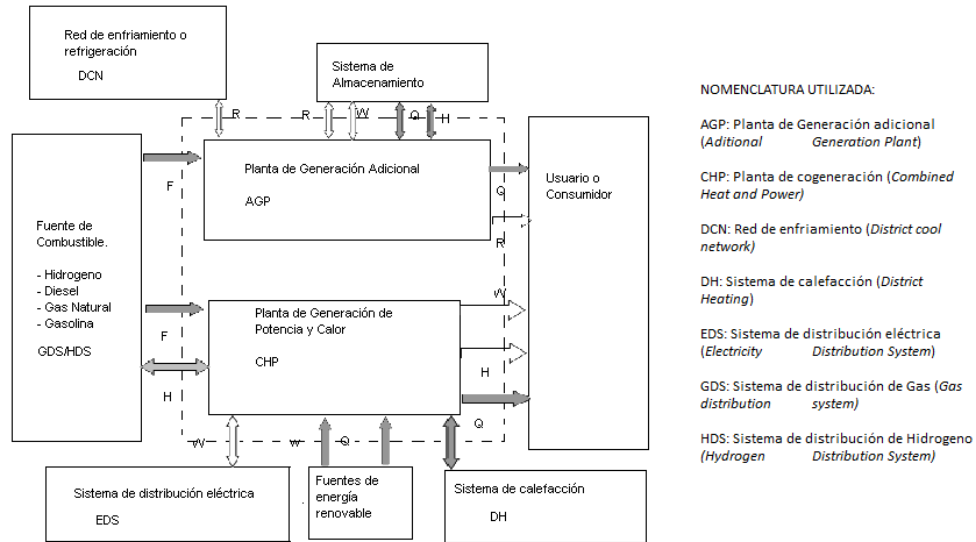 Red de enfriamiento o
refrigeración
DCN
Sistema de
Almacenamiento
R
R
W
Q
H
Fuente de
Combustible.
- Hidrogeno
- Diesel
- Gas Natural
- Gasolina
GDS/HDS
F
Planta de Generación Adicional
AGP
Q
R
Usuario o
Consumidor
F
H
Planta de Generación de
Potencia y Calor
CHP
W
H
Q
W
w
Q
Sistema de distribución eléctrica
EDS
Fuentes de
energía
renovable
Sistema de calefacción
DH
NOMENCLATURA UTILIZADA:
AGP: Planta de Generación adicional
(Aditional Generation Plant)
CHP: Planta de cogeneración (Combined
Heat and Power)
DCN: Red de enfriamiento (District cool
network)
DH: Sistema de calefacción (District
Heating)
EDS: Sistema de distribución eléctrica
(Electricity Distribution System)
GDS: Sistema de distribución de Gas (Gas
distribution system)
HDS: Sistema de distribución de Hidrogeno
(Hydrogen Distribution System)